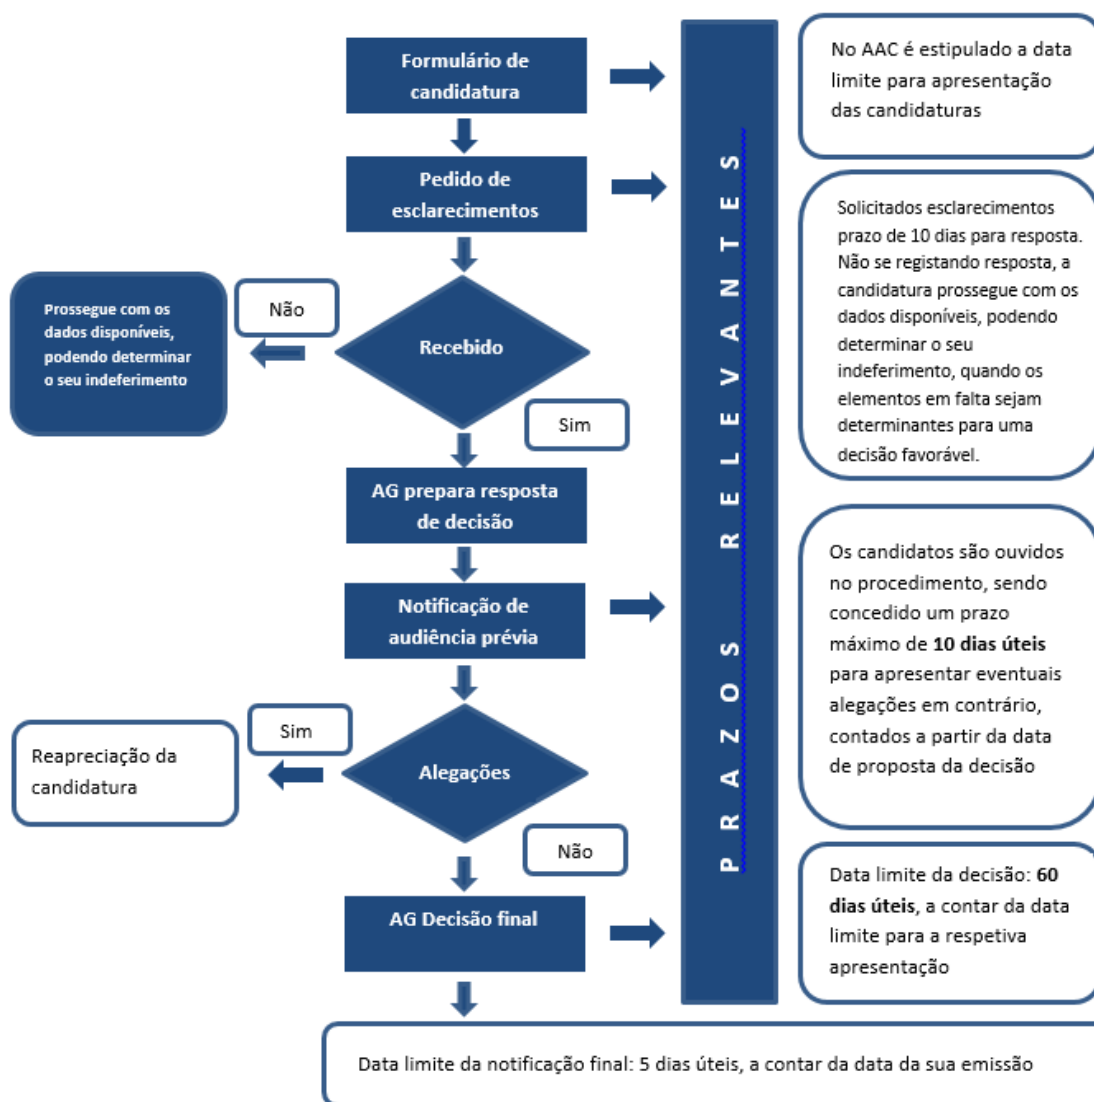 Formulário de
candidatura
No AAC é estipulado a data
limite para apresentação
das candidaturas
Pedido de
esclarecimentos
Solicitados esclarecimentos
prazo de 10 dias para resposta.
Não se registando resposta, a
candidatura prossegue com os
dados disponíveis, podendo
determinar o seu
indeferimento, quando os
elementos em falta sejam
determinantes para uma
decisão favorável.
Recebido
Não
Prossegue com os
dados disponíveis,
podendo determinar
o seu indeferimento
Sim
AG prepara resposta
de decisão
Notificação de
audiência prévia
Os candidatos são ouvidos
no procedimento, sendo
concedido um prazo
máximo de 10 dias úteis
para apresentar eventuais
alegações em contrário,
contados a partir da data
de proposta da decisão
Alegações
Sim
Reapreciação da
candidatura
Não
AG Decisão final
Data limite da decisão: 60
dias úteis, a contar da data
limite para a respetiva
apresentação
PRAZOS RELEVANTES
Data limite da notificação final: 5 dias úteis, a contar da data da sua emissão